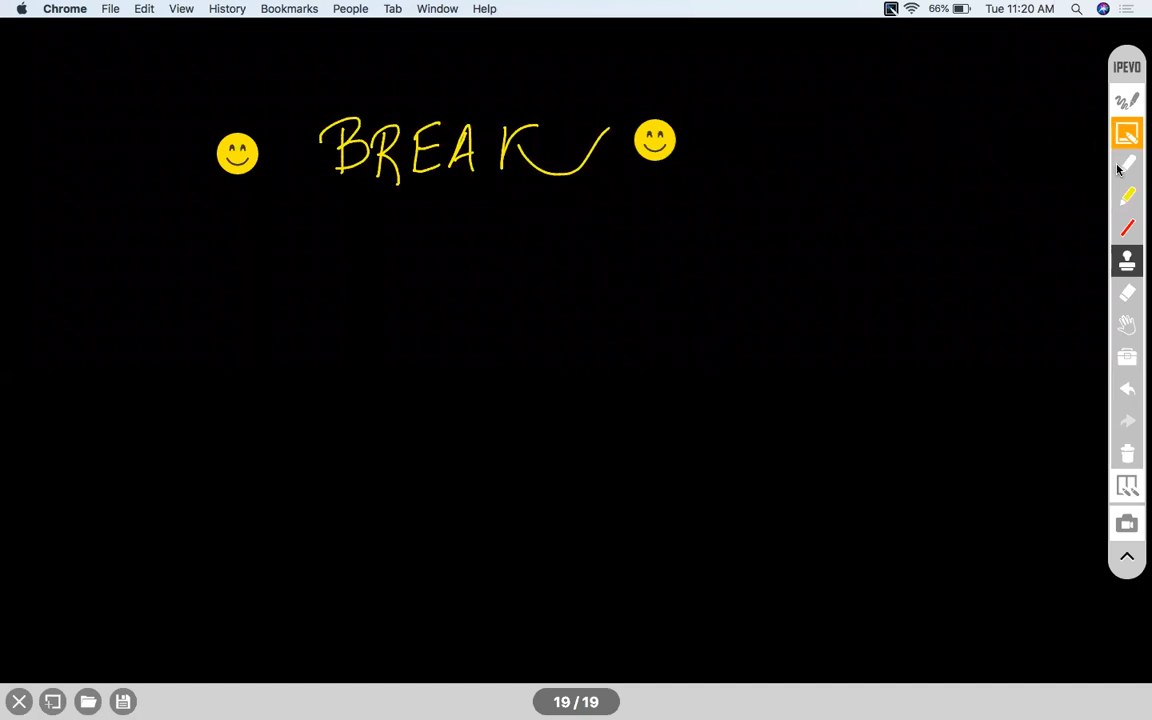 Chrome File Edit View History Bookmarks People Tab Window Help 66% Tue 11:20 AM
IPEVO
BREAK
19 / 19